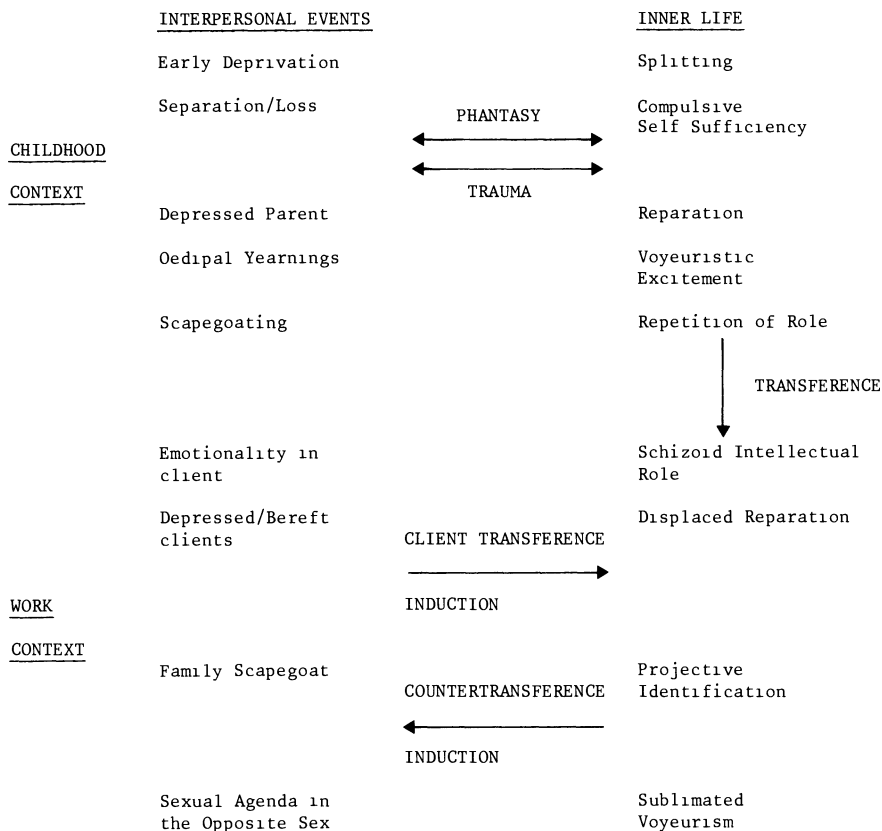 INTERPERSONAL EVENTS
INNER LIFE
Early Deprivation
Splitting
Separation/Loss
PHANTASY
Compulsive
Self Sufficiency
CHILDHOOD
CONTEXT
TRAUMA
Depressed Parent
Reparation
Oedipal Yearnings
Voyeuristic
Excitement
Scapegoating
Repetition of Role
TRANSFERENCE
Emotionality in
client
Schizoid Intellectual
Role
Depressed/Bereft
clients
Displaced Reparation
CLIENT TRANSFERENCE
INDUCTION
WORK
CONTEXT
Family Scapegoat
Projective
Identification
COUNTERTRANSFERENCE
INDUCTION
Sexual Agenda in
the Opposite Sex
Sublimated
Voyeurism